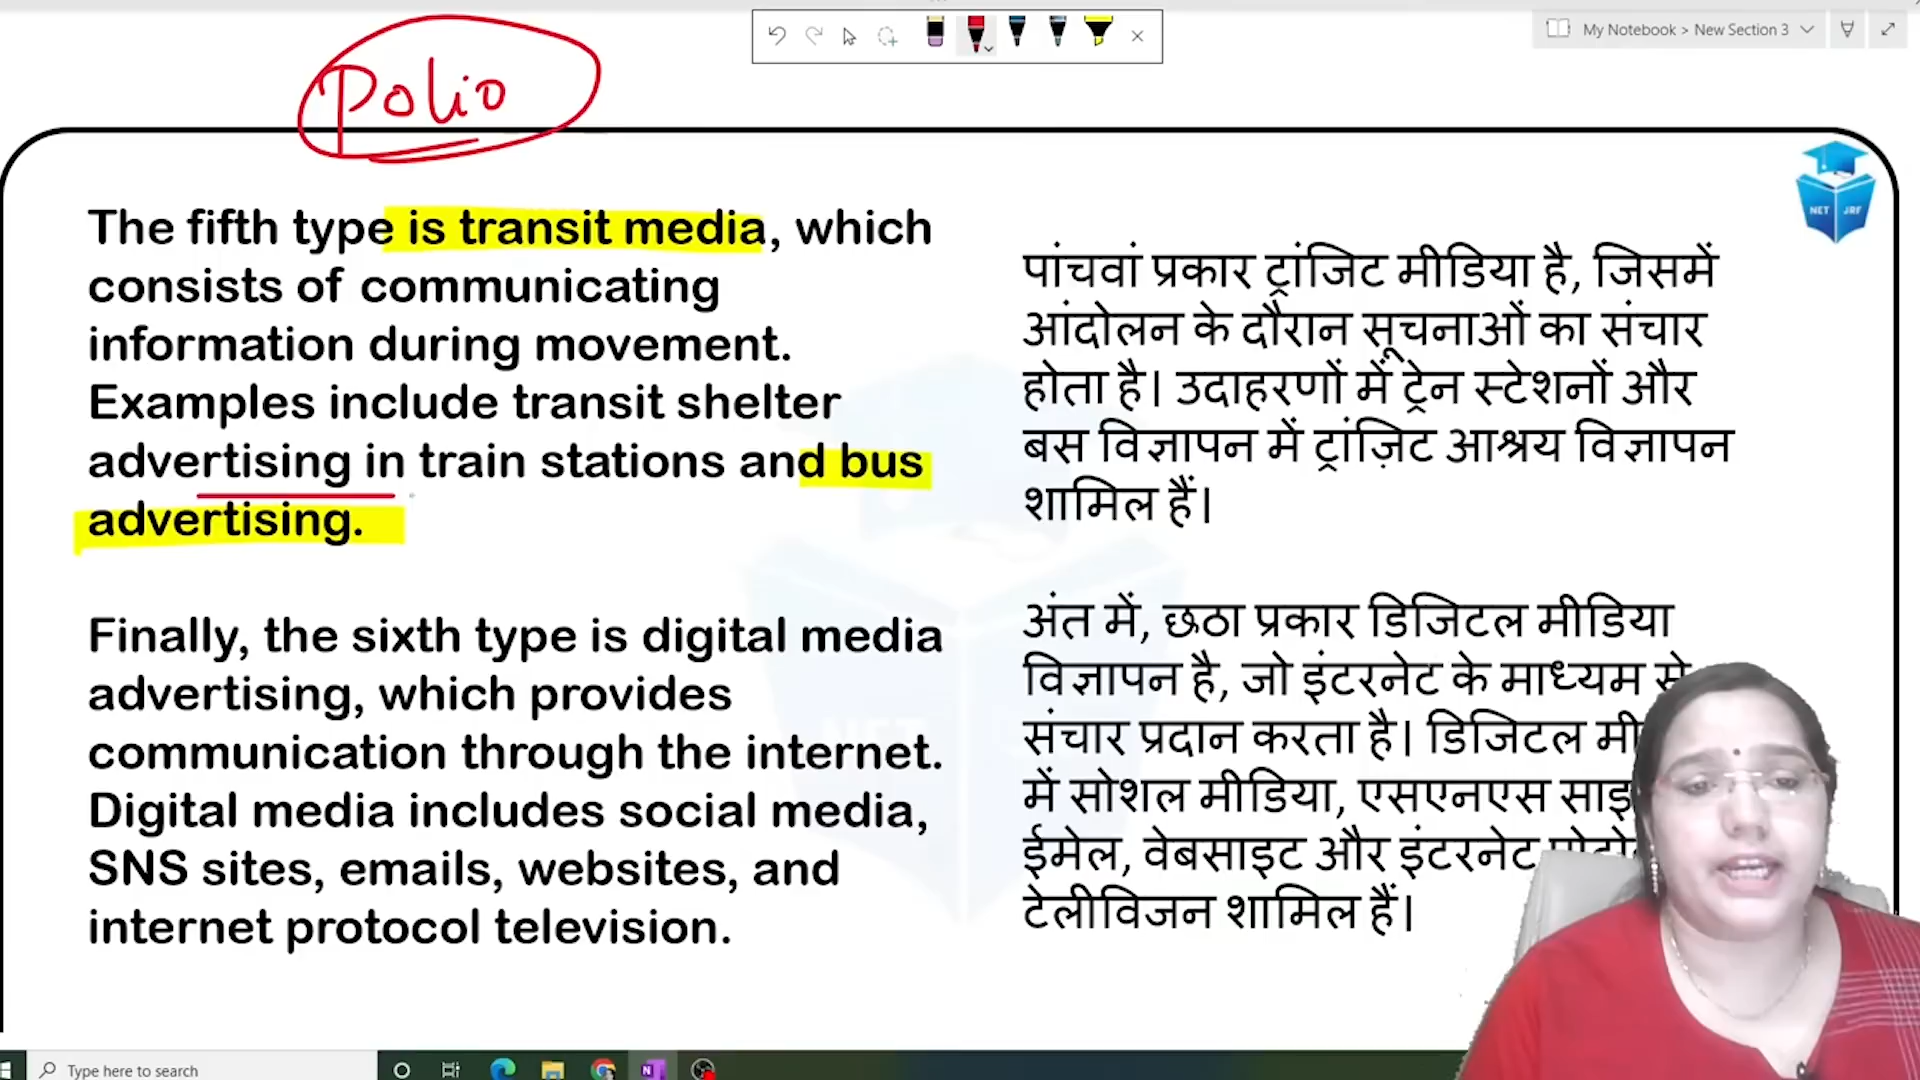 My Notebook > New Section 3
Polio
NET JRF
The fifth type is transit media, which
consists of communicating
information during movement.
Examples include transit shelter
advertising in train stations and bus
advertising.
Finally, the sixth type is digital media
advertising, which provides
communication through the internet.
Digital media includes social media,
SNS sites, emails, websites, and
internet protocol television.
पांचवां प्रकार ट्रांजिट मीडिया है, जिसमें
आंदोलन के दौरान सूचनाओं का संचार
होता है। उदाहरणों में ट्रेन स्टेशनों और
बस विज्ञापन में ट्रांज़िट आश्रय विज्ञापन
शामिल हैं।
अंत में, छठा प्रकार डिजिटल मीडिया
विज्ञापन है, जो इंटरनेट के माध्यम से
संचार प्रदान करता है। डिजिटल
में सोशल मीडिया, एसएनएस
ईमेल, वेबसाइट और इंटरनेट
टेलीविजन शामिल हैं।
NET
Type here to search